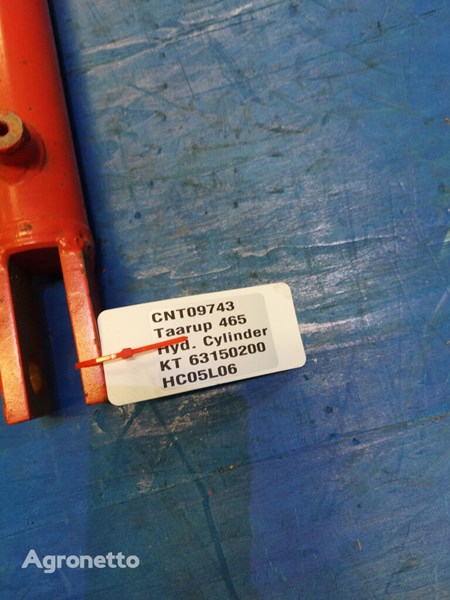 CNT09743
Taarup 465
Hyd. Cylinder
KT 63150200
HC05L06
Agronetto